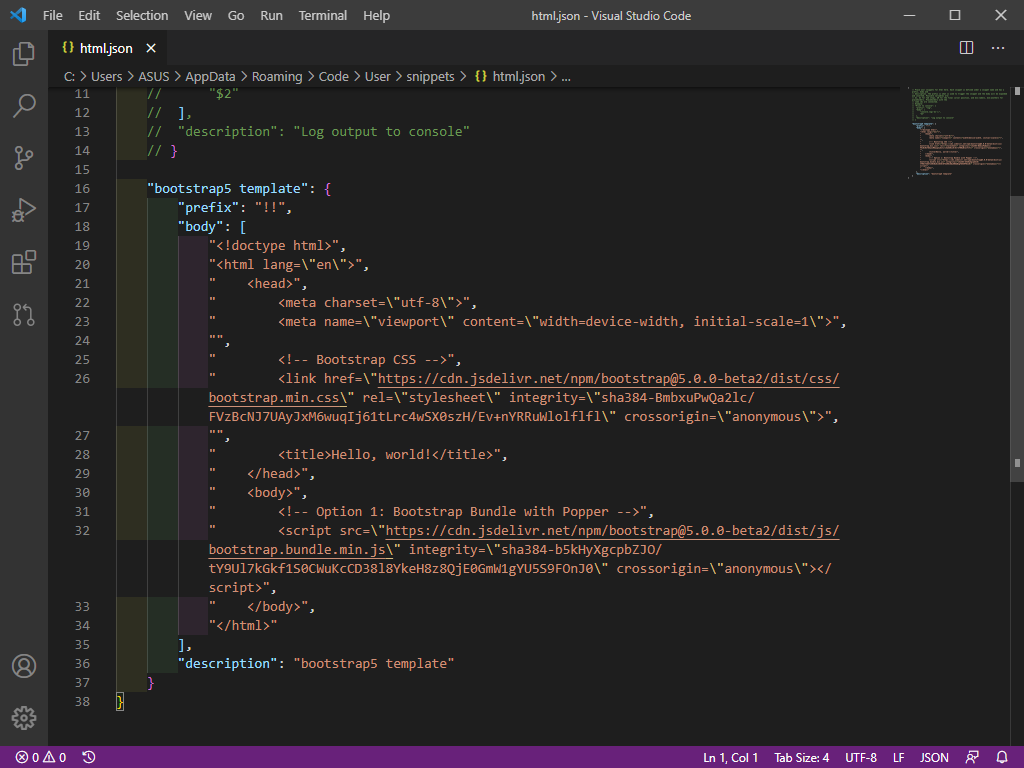 File Edit Selection View Go Run Terminal Help html.json - Visual Studio Code
{} html.json
C: > Users > ASUS > AppData > Roaming > Code > User > snippets > {} html.json > ...
11 // "$2"
12 // ],
13 // "description": "Log output to console"
14 // }
15
16 "bootstrap5 template": {
17 "prefix": "!!",
18 "body": [
19 "<!doctype html>",
20 "<html lang=\"en\">",
21 " <head>",
22 " <meta charset=\"utf-8\">",
23 " <meta name=\"viewport\" content=\"width=device-width, initial-scale=1\">",
24 "",
25 " <!-- Bootstrap CSS -->",
26 " <link href=\"https://cdn.jsdelivr.net/npm/bootstrap@5.0.0-beta2/dist/css/
bootstrap.min.css\" rel=\"stylesheet\" integrity=\"sha384-BmbxuPwQa2lc/
FVzBcNJ7UAyJxM6wuqIj61tLrc4wSX0szH/Ev+nYRRuWlolflfl\" crossorigin=\"anonymous\">",
27 "",
28 " <title>Hello, world!</title>",
29 " </head>",
30 " <body>",
31 " <!-- Option 1: Bootstrap Bundle with Popper -->",
32 " <script src=\"https://cdn.jsdelivr.net/npm/bootstrap@5.0.0-beta2/dist/js/
bootstrap.bundle.min.js\" integrity=\"sha384-b5kHyXgcpbZJO/
tY9Ul7kGkf1S0CWuKcCD38l8YkeH8z8QjE0GmW1gYU5S9FOnJ0\" crossorigin=\"anonymous\"></
script>",
33 " </body>",
34 "</html>"
35 ],
36 "description": "bootstrap5 template"
37 }
38 }
0 0 Ln 1, Col 1 Tab Size: 4 UTF-8 LF JSON